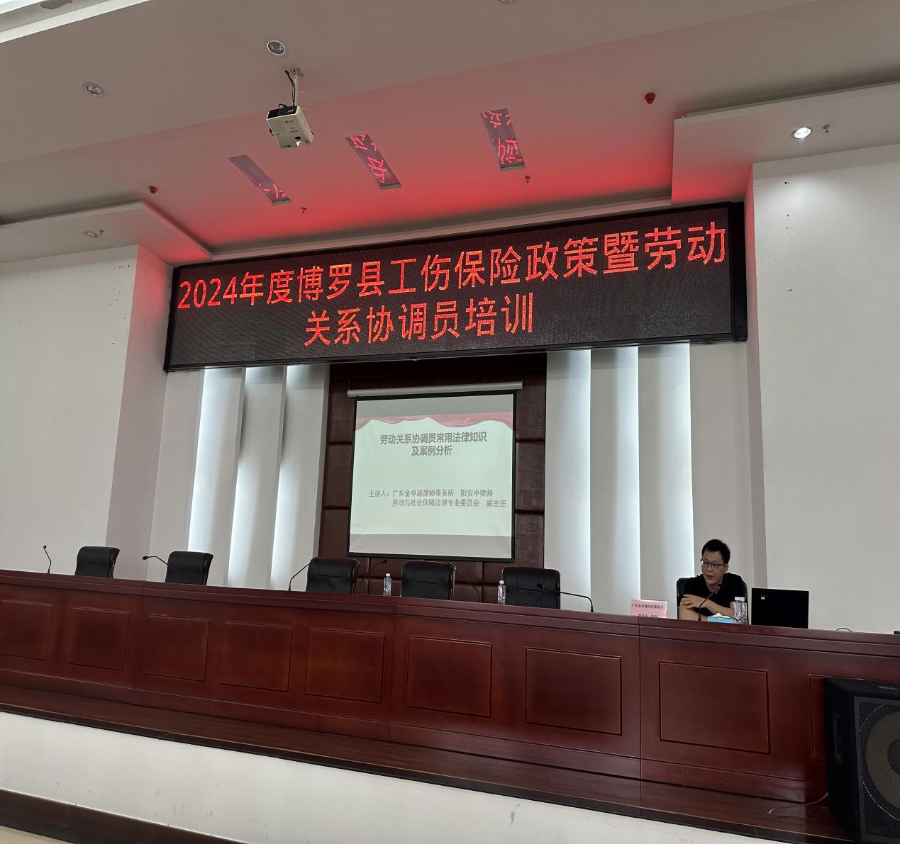 2024年度博罗县工伤保险政策暨劳动
关系协调员培训
劳动关系协调员常用法律知识
及案例分析
主讲人：广东金卓越律师事务所 阳安中律师
劳动与社会保障法律专业委员会 副主任